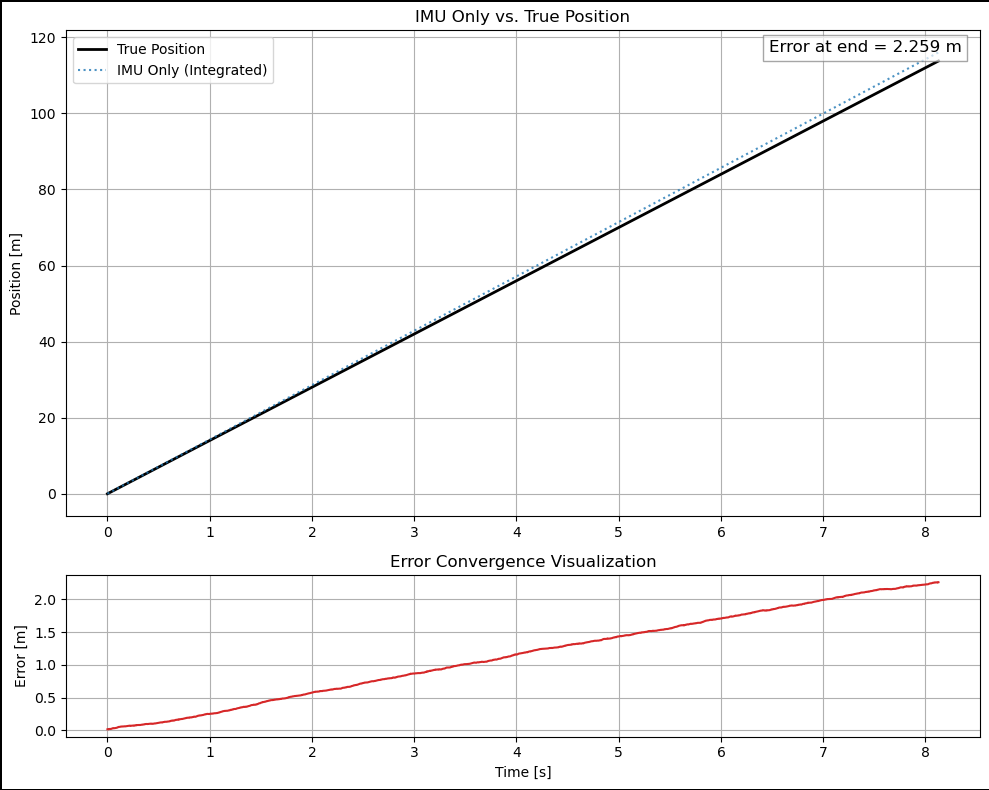 IMU Only vs. True Position
120
100
80
60
40
20
0
Position [m]
True Position
IMU Only (Integrated)
Error at end = 2.259 m
0 1 2 3 4 5 6 7 8
Error Convergence Visualization
2.0
1.5
1.0
0.5
0.0
Error [m]
0 1 2 3 4 5 6 7 8
Time [s]